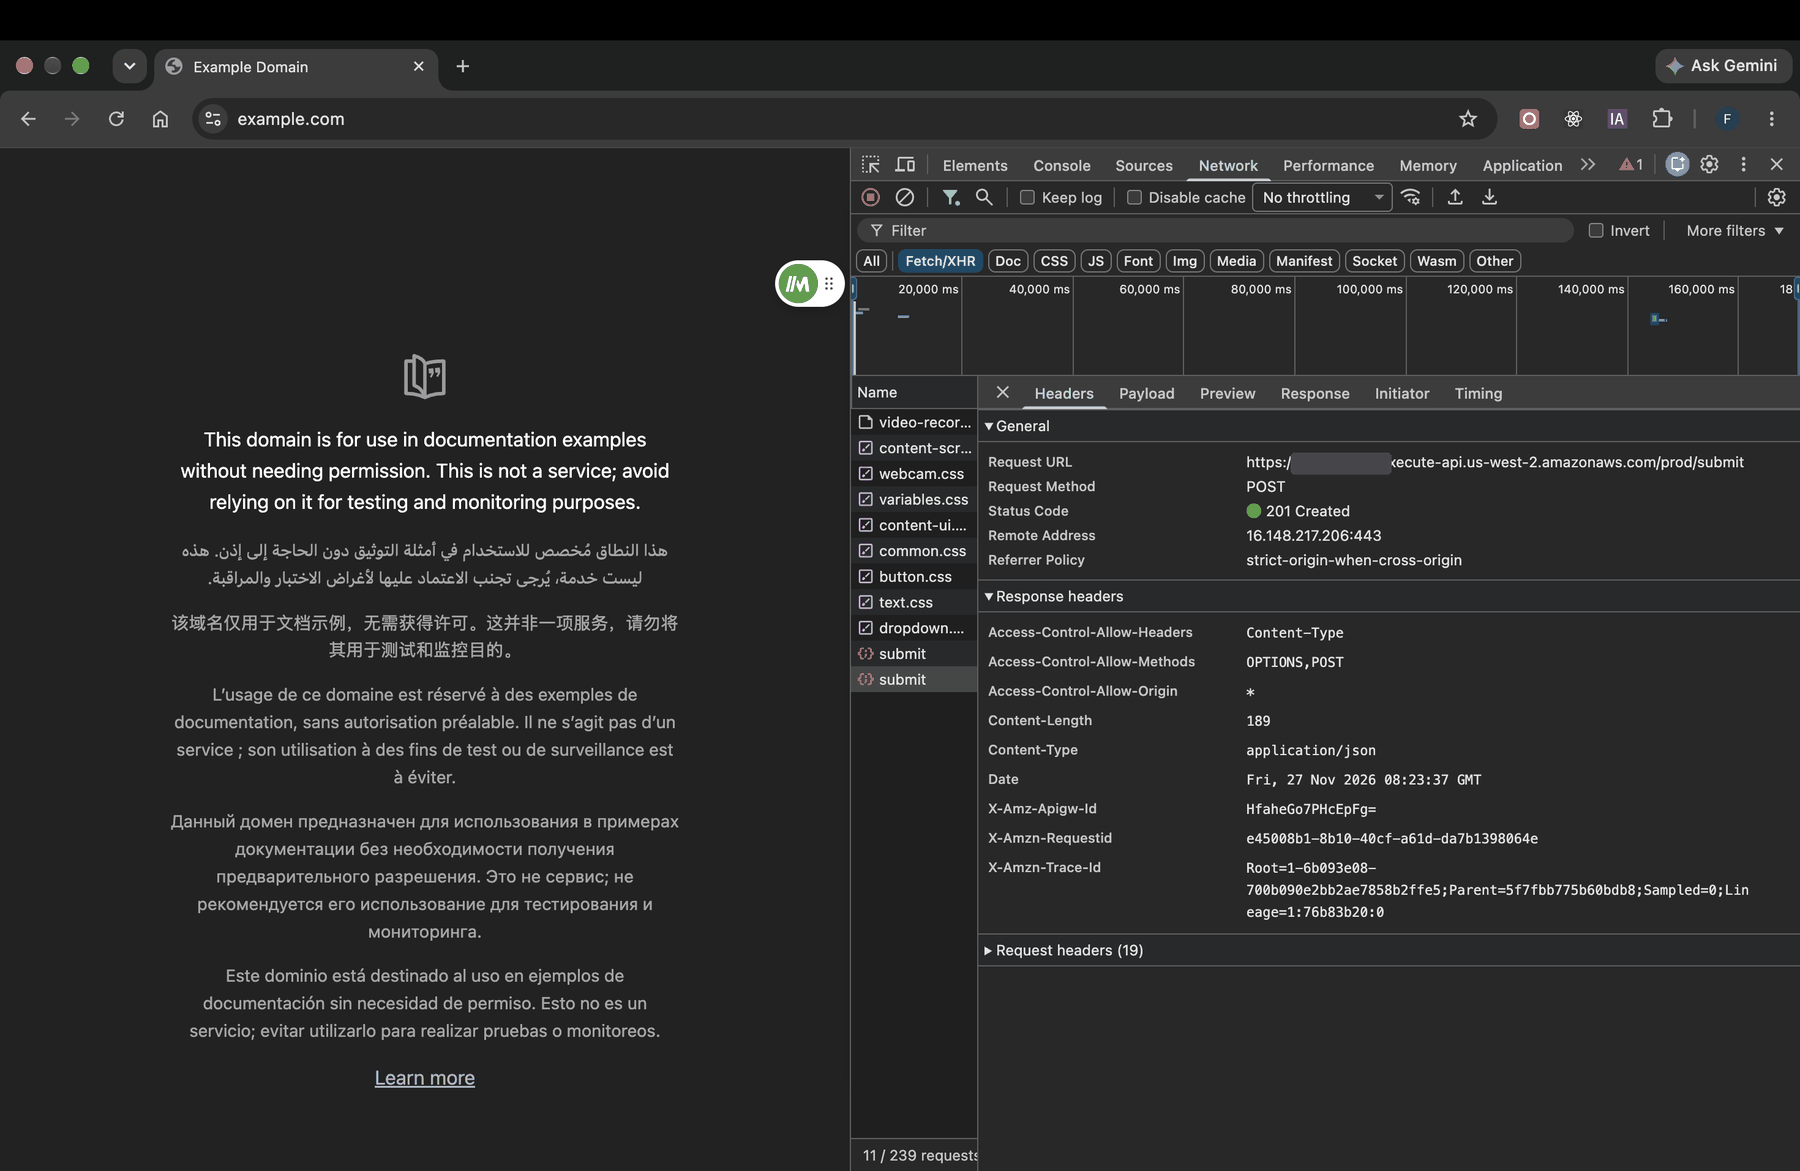 Example Domain
Ask Gemini
example.com
IA
F
Elements
Console
Sources
Network
Performance
Memory
Application
1
Keep log
Disable cache
No throttling
Filter
Invert
More filters
All
Fetch/XHR
Doc
CSS
JS
Font
Img
Media
Manifest
Socket
Wasm
Other
20,000 ms
40,000 ms
60,000 ms
80,000 ms
100,000 ms
120,000 ms
140,000 ms
160,000 ms
18
Name
video-recor...
content-scr...
webcam.css
variables.css
content-ui....
common.css
button.css
text.css
dropdown....
submit
submit
11 / 239 requests
Headers
Payload
Preview
Response
Initiator
Timing
General
Request URL
https:/ xecute-api.us-west-2.amazonaws.com/prod/submit
Request Method
POST
Status Code
201 Created
Remote Address
16.148.217.206:443
Referrer Policy
strict-origin-when-cross-origin
Response headers
Access-Control-Allow-Headers
Content-Type
Access-Control-Allow-Methods
OPTIONS,POST
Access-Control-Allow-Origin
*
Content-Length
189
Content-Type
application/json
Date
Fri, 27 Nov 2026 08:23:37 GMT
X-Amz-Apigw-Id
HfaheGo7PHcEpFg=
X-Amzn-Requestid
e45008b1-8b10-40cf-a61d-da7b1398064e
X-Amzn-Trace-Id
Root=1-6b093e08-
700b090e2bb2ae7858b2ffe5;Parent=5f7fbb775b60bdb8;Sampled=0;Lin
eage=1:76b83b20:0
Request headers (19)
This domain is for use in documentation examples
without needing permission. This is not a service; avoid
relying on it for testing and monitoring purposes.
هذا النطاق مُخصص للاستخدام في أمثلة التوثيق دون الحاجة إلى إذن. هذه
ليست خدمة، يُرجى تجنب الاعتماد عليها لأغراض الاختبار والمراقبة.
该域名仅用于文档示例，无需获得许可。这并非一项服务，请勿将
其用于测试和监控目的。
L’usage de ce domaine est réservé à des exemples de
documentation, sans autorisation préalable. Il ne s’agit pas d’un
service ; son utilisation à des fins de test ou de surveillance est
à éviter.
Данный домен предназначен для использования в примерах
документации без необходимости получения
предварительного разрешения. Это не сервис; не
рекомендуется его использование для тестирования и
мониторинга.
Este dominio está destinado al uso en ejemplos de
documentación sin necesidad de permiso. Esto no es un
servicio; evitar utilizarlo para realizar pruebas o monitoreos.
Learn more